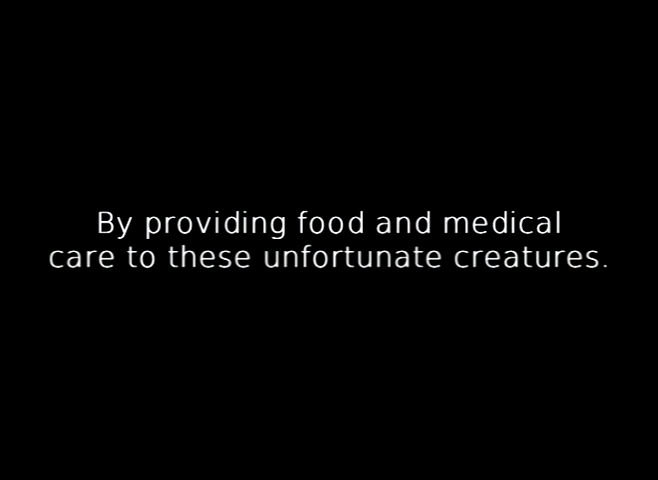 By providing food and medical
care to these unfortunate creatures.